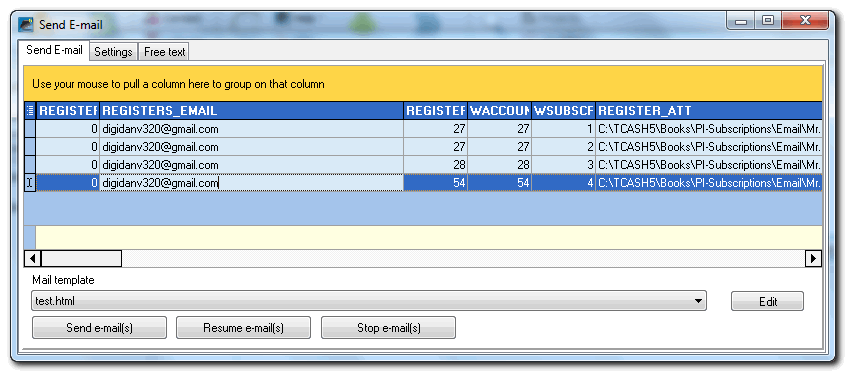 Send E-mail
Send E-mail Settings Free text
Use your mouse to pull a column here to group on that column
REGISTER REGISTERS_EMAIL REGISTER WACCOUN WSUBSCF REGISTER_ATT
0 digidanv320@gmail.com 27 27 1 C:\TCASH5\Books\PI-Subscriptions\Email\Mr.
0 digidanv320@gmail.com 27 27 2 C:\TCASH5\Books\PI-Subscriptions\Email\Mr.
0 digidanv320@gmail.com 28 28 3 C:\TCASH5\Books\PI-Subscriptions\Email\Mr.
0 digidanv320@gmail.com 54 54 4 C:\TCASH5\Books\PI-Subscriptions\Email\Mr.
Mail template
test.html Edit
Send e-mail(s) Resume e-mail(s) Stop e-mail(s)